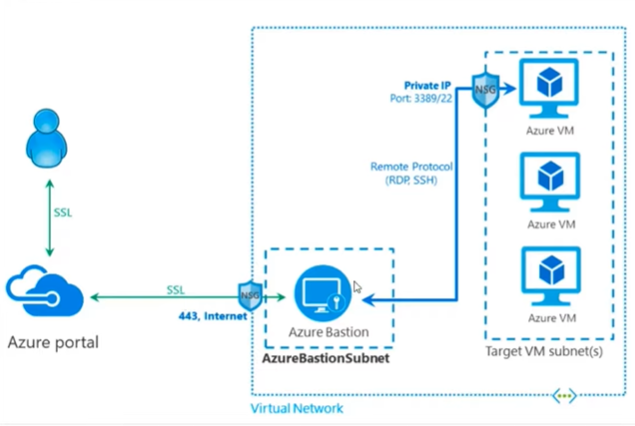 Private IP
Port: 3389/22
NSG
Azure VM
Remote Protocol
(RDP, SSH)
Azure VM
SSL
SSL
NSG
443, Internet
Azure VM
Azure Bastion
Azure portal
AzureBastionSubnet
Target VM subnet(s)
Virtual Network